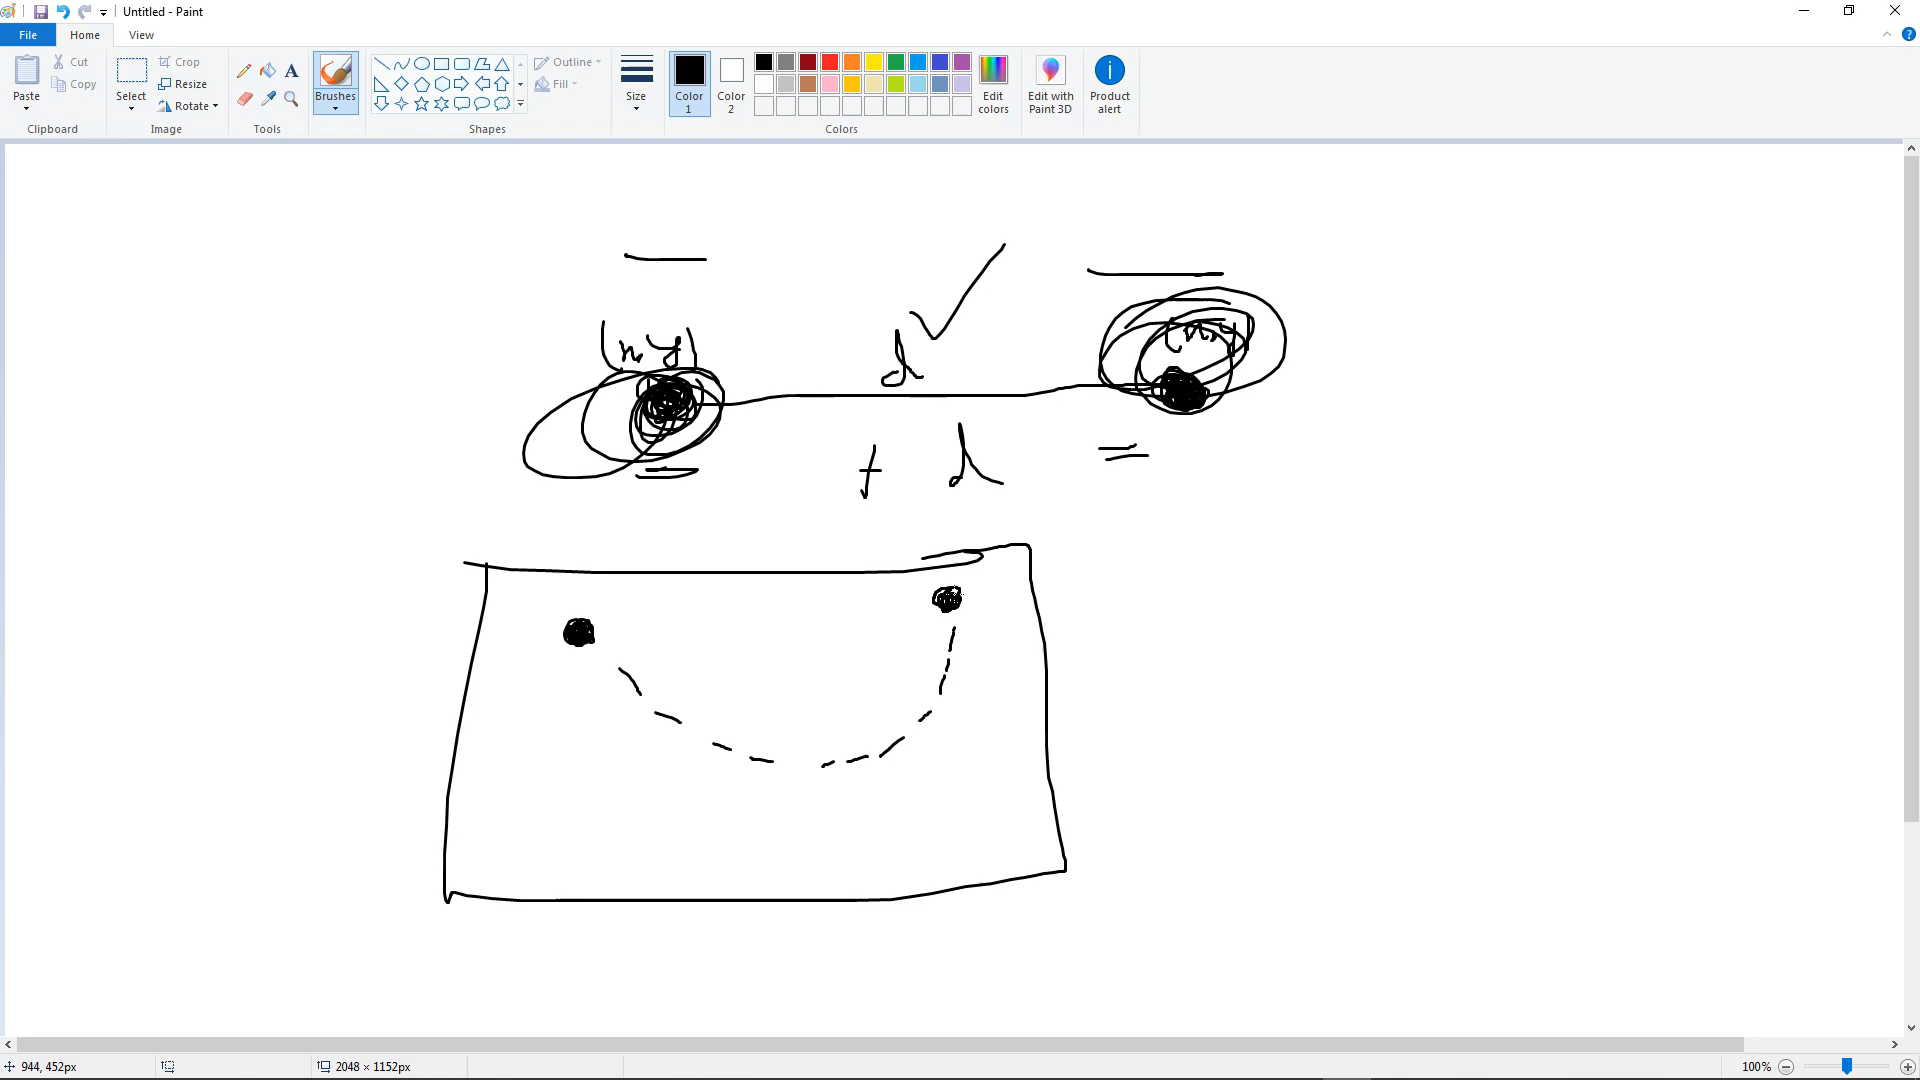 Untitled - Paint
File Home View
Paste
Cut
Copy
Clipboard
Select
Crop
Resize
Rotate
Image
A
Tools
Brushes
Outline
Fill
Shapes
Size
Color 1
Color 2
Edit colors
Colors
Edit with Paint 3D
Product alert
d
(x, y) (x, y)
+ d =
944, 452px
2048 × 1152px
100%